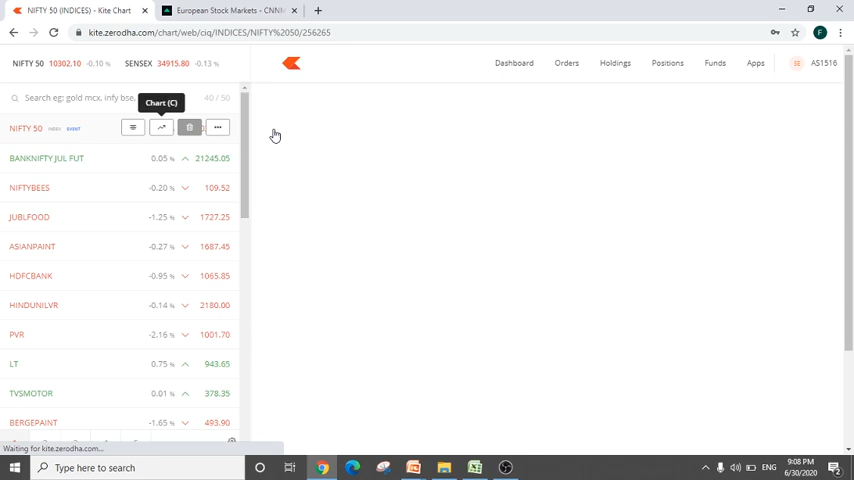 NIFTY 50 (INDICES) - Kite Chart
European Stock Markets - CNNM
kite.zerodha.com/chart/web/ciq/INDICES/NIFTY%2050/256265
F
NIFTY 50 10302.10 -0.10 % SENSEX 34915.80 -0.13 %
Dashboard Orders Holdings Positions Funds Apps SE AS1516
Search eg: gold mcx, infy bse, 40 / 50
Chart (C)
NIFTY 50 INDEX EVENT
BANKNIFTY JUL FUT 0.05 % 21245.05
NIFTYBEES -0.20 % 109.52
JUBLFOOD -1.25 % 1727.25
ASIANPAINT -0.27 % 1687.45
HDFCBANK -0.95 % 1065.85
HINDUNILVR -0.14 % 2180.00
PVR -2.16 % 1001.70
LT 0.75 % 943.65
TVSMOTOR 0.01 % 378.35
BERGEPAINT -1.65 % 493.90
Waiting for kite.zerodha.com...
Type here to search
ENG
9:08 PM
6/30/2020
2